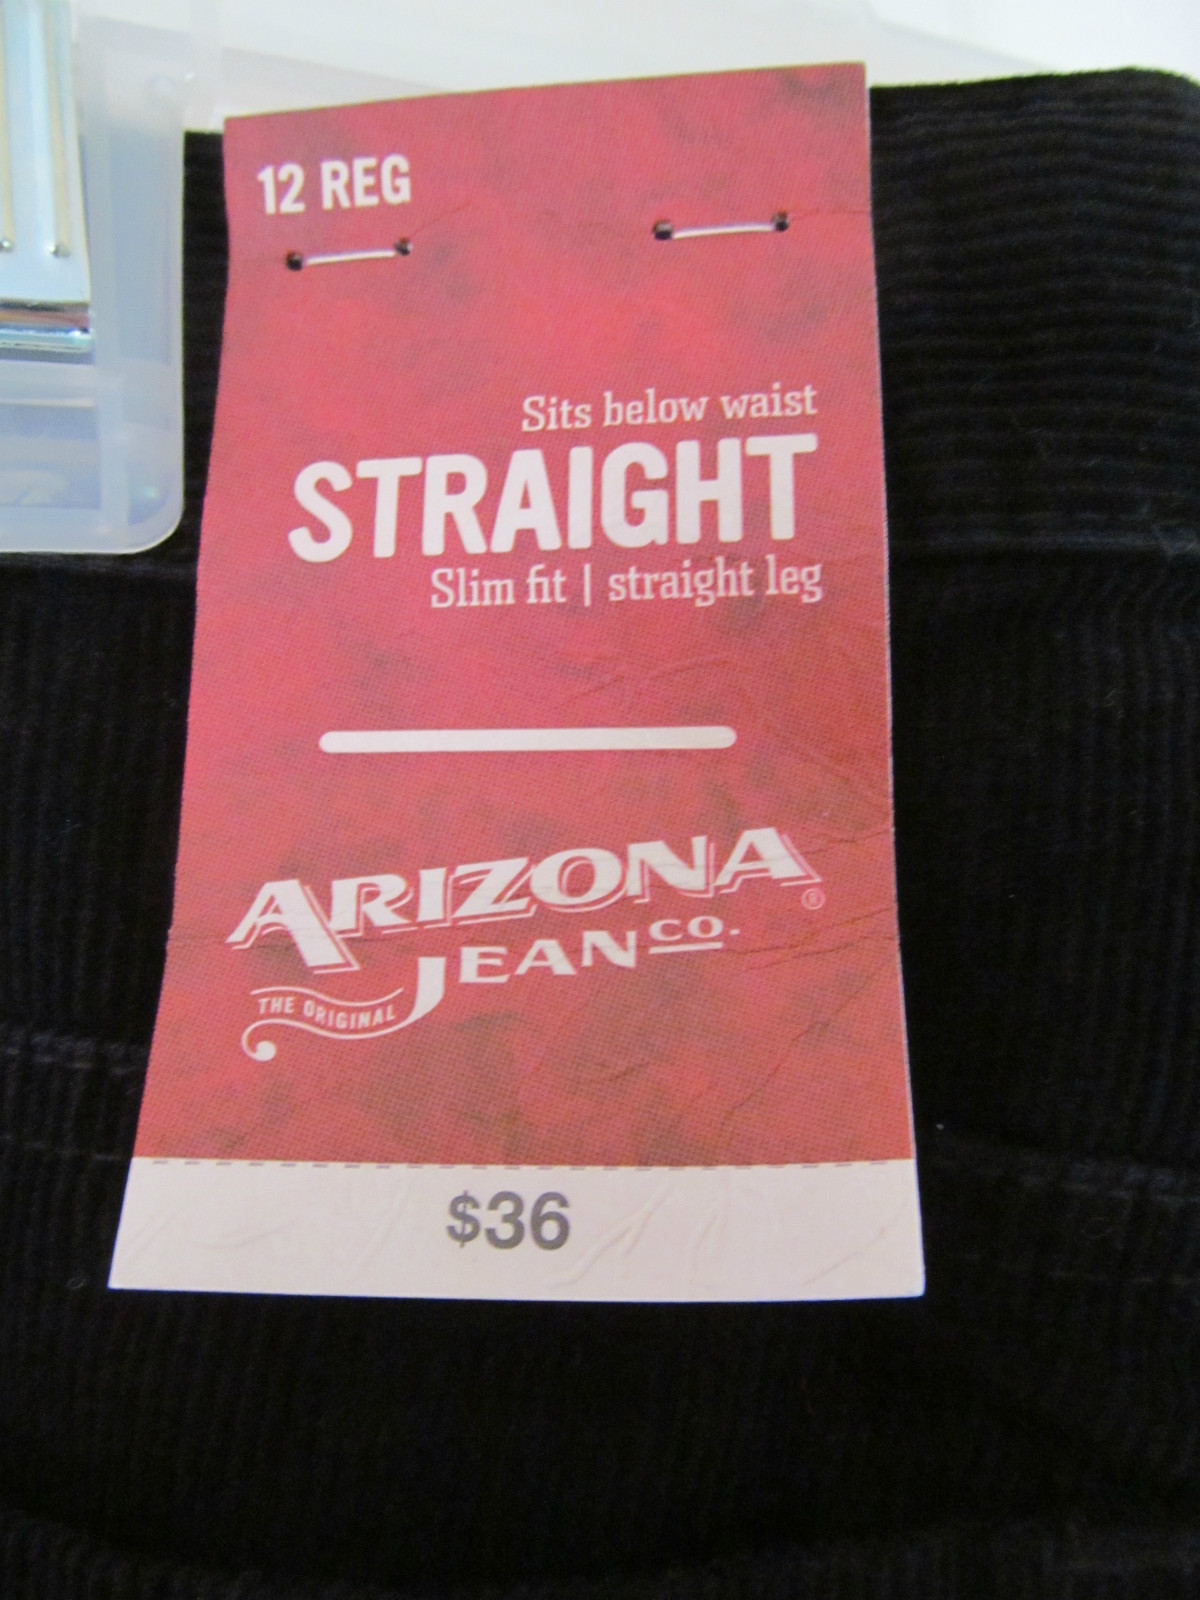 12 REG
Sits below waist
STRAIGHT
Slim fit | straight leg
ARIZONA®
JEAN CO.
THE ORIGINAL
$36